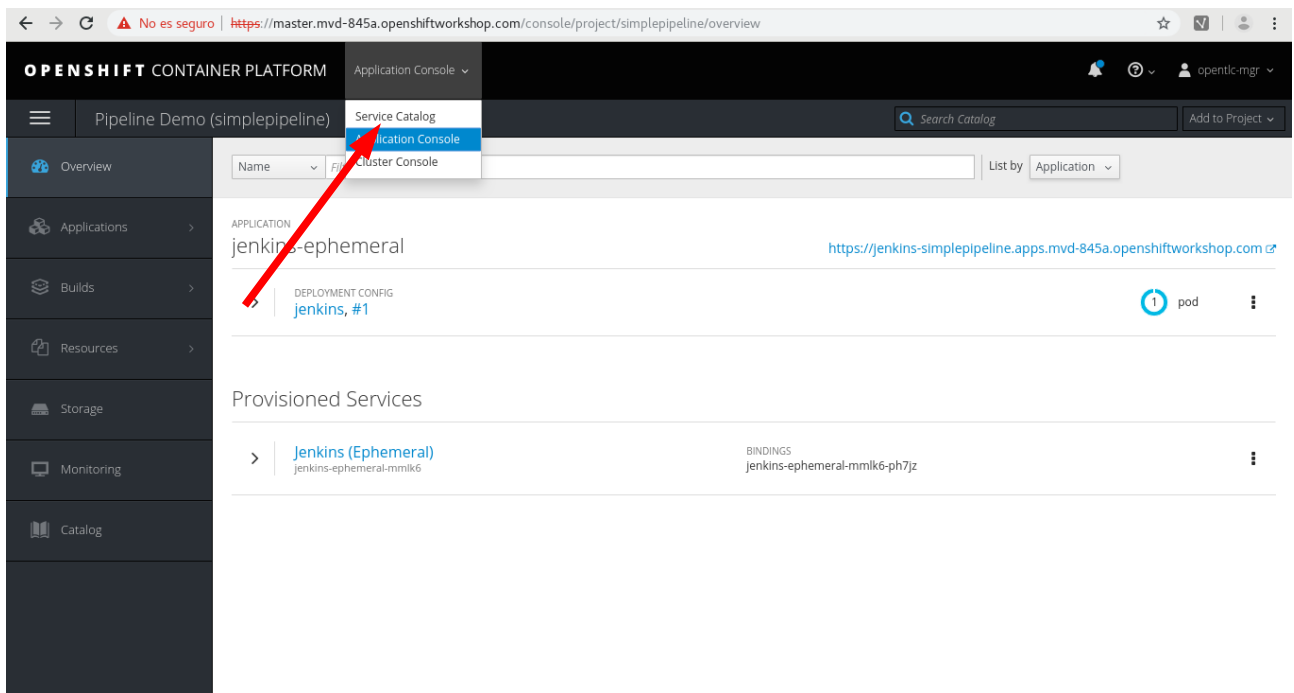 No es seguro | https://master.mvd-845a.openshiftworkshop.com/console/project/simplepipeline/overview
OPENSHIFT CONTAINER PLATFORM
Application Console
opentlc-mgr
Pipeline Demo (simplepipeline)
Service Catalog
Application Console
Cluster Console
Search Catalog
Add to Project
Overview
Applications
Builds
Resources
Storage
Monitoring
Catalog
Name
List by
Application
APPLICATION
jenkins-ephemeral
https://jenkins-simplepipeline.apps.mvd-845a.openshiftworkshop.com
DEPLOYMENT CONFIG
jenkins, #1
1 pod
Provisioned Services
Jenkins (Ephemeral)
jenkins-ephemeral-mmlk6
BINDINGS
jenkins-ephemeral-mmlk6-ph7jz